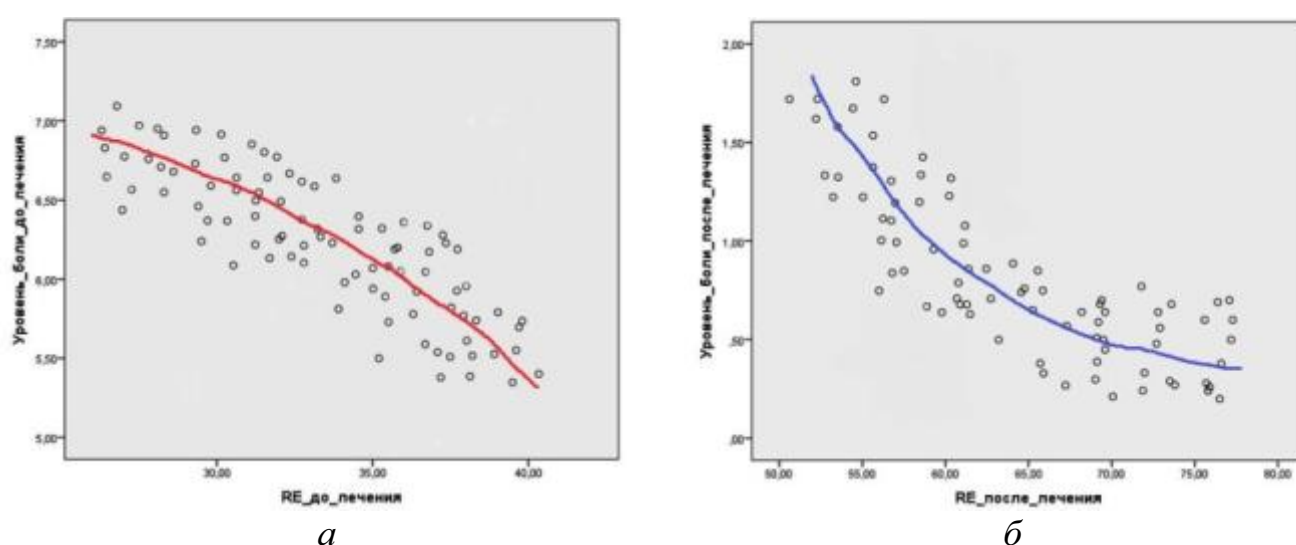 7,50
7,00
6,50
6,00
5,50
5,00
Уровень_боли_до_лечения
30,00 35,00 40,00
RE_до_лечения
а
2,00
1,50
1,00
,50
,00
Уровень_боли_после_лечения
50,00 55,00 60,00 65,00 70,00 75,00 80,00
RE_после_лечения
б